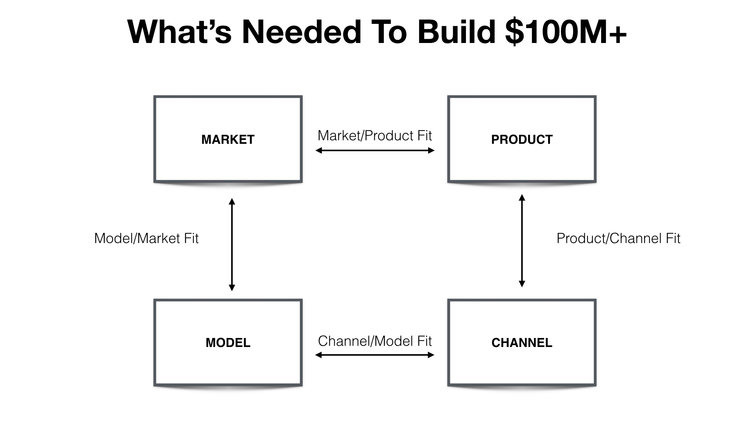 What’s Needed To Build $100M+
MARKET
Market/Product Fit
PRODUCT
Model/Market Fit
Product/Channel Fit
MODEL
Channel/Model Fit
CHANNEL